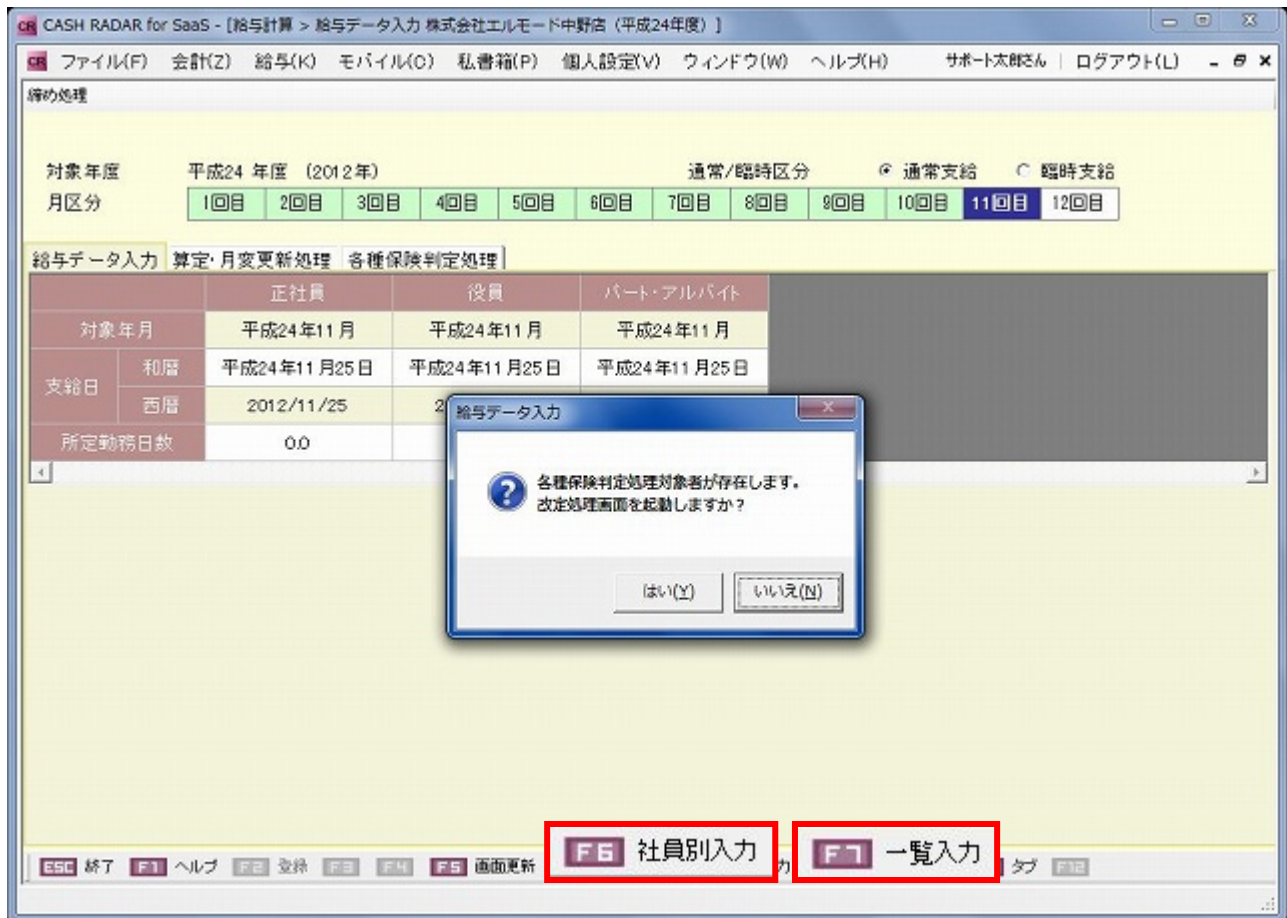 CASH RADAR for SaaS - [給与計算 > 給与データ入力 株式会社エルモード中野店（平成24年度）]
ファイル(F) 会計(Z) 給与(K) モバイル(O) 私書箱(P) 個人設定(V) ウィンドウ(W) ヘルプ(H) サポート太郎さん | ログアウト(L)
締め処理
対象年度 平成24 年度 (2012年) 通常/臨時区分 通常支給 臨時支給
月区分 1回目 2回目 3回目 4回目 5回目 6回目 7回目 8回目 9回目 10回目 11回目 12回目
給与データ入力 算定・月変更新処理 各種保険判定処理
正社員 役員 パート・アルバイト
対象年月 平成24年11月 平成24年11月 平成24年11月
支給日 和暦 平成24年11月25日 平成24年11月25日 平成24年11月25日
西暦 2012/11/25 2
所定勤務日数 0.0
給与データ入力
各種保険判定処理対象者が存在します。
改定処理画面を起動しますか？
はい(Y) いいえ(N)
ESC 終了 F1 ヘルプ F2 登録 F3 F4 F5 画面更新 F6 社員別入力 力 F7 一覧入力 タブ F12